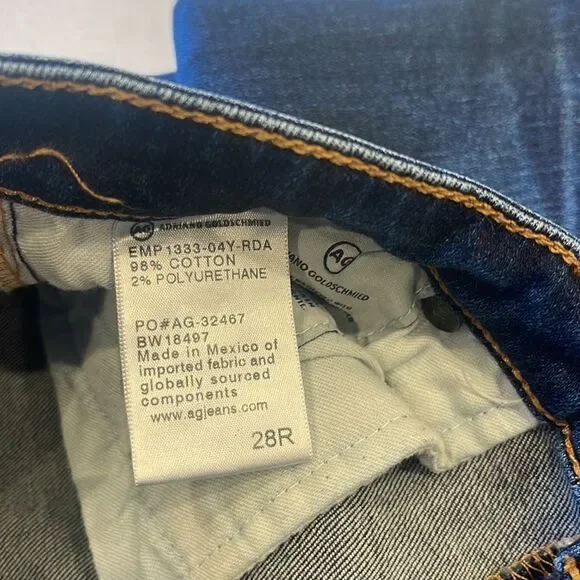 AG ADRIANO GOLDSCHMIED
EMP1333-04Y-RDA
98% COTTON
2% POLYURETHANE
PO#AG-32467
BW18497
Made in Mexico of
imported fabric and
globally sourced
components
www.agjeans.com
28R
AG
ADRIANO GOLDSCHMIED